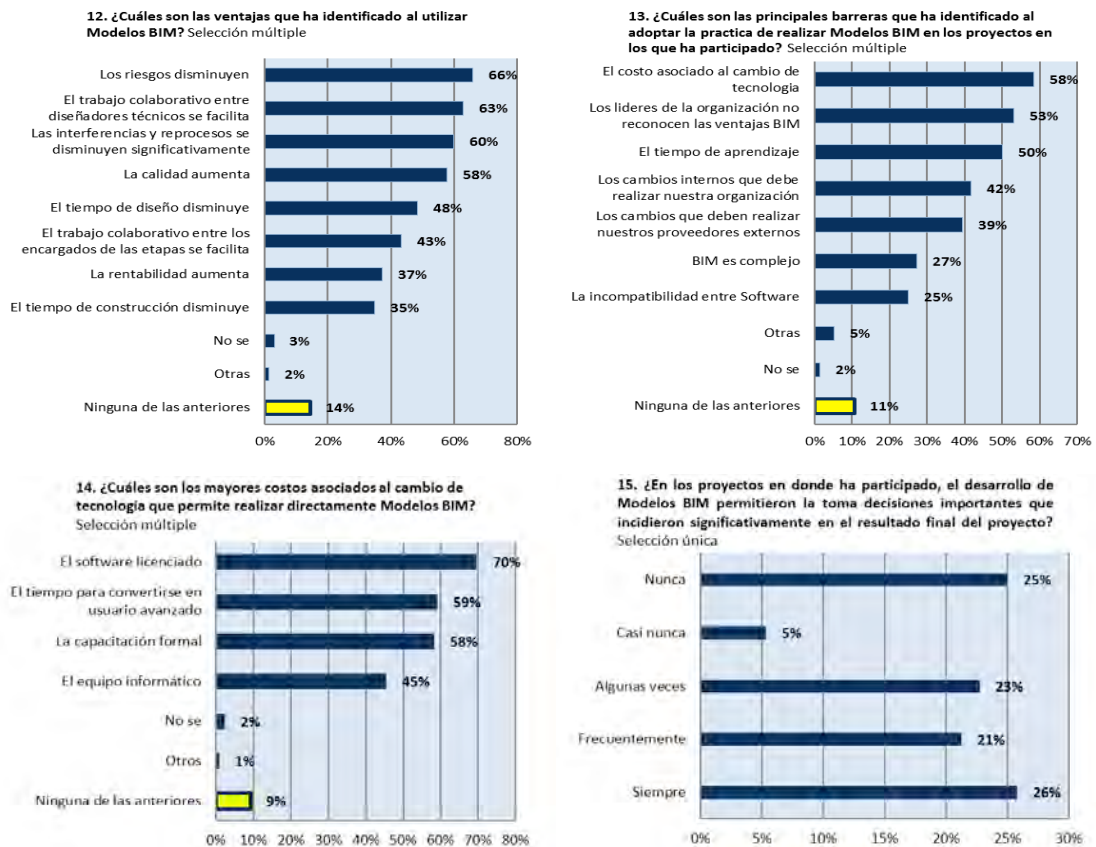 12. ¿Cuáles son las ventajas que ha identificado al utilizar
Modelos BIM? Selección múltiple
Los riesgos disminuyen
66%
El trabajo colaborativo entre
diseñadores técnicos se facilita
63%
Las interferencias y reprocesos se
disminuyen significativamente
60%
La calidad aumenta
58%
El tiempo de diseño disminuye
48%
El trabajo colaborativo entre los
encargados de las etapas se facilita
43%
La rentabilidad aumenta
37%
El tiempo de construcción disminuye
35%
No se
3%
Otras
2%
Ninguna de las anteriores
14%
0% 20% 40% 60% 80%
13. ¿Cuáles son las principales barreras que ha identificado al
adoptar la practica de realizar Modelos BIM en los proyectos en
los que ha participado? Selección múltiple
El costo asociado al cambio de
tecnologia
58%
Los lideres de la organización no
reconocen las ventajas BIM
53%
El tiempo de aprendizaje
50%
Los cambios internos que debe
realizar nuestra organización
42%
Los cambios que deben realizar
nuestros proveedores externos
39%
BIM es complejo
27%
La incompatibilidad entre Software
25%
Otras
5%
No se
2%
Ninguna de las anteriores
11%
0% 10% 20% 30% 40% 50% 60% 70%
14. ¿Cuáles son los mayores costos asociados al cambio de
tecnología que permite realizar directamente Modelos BIM?
Selección múltiple
El software licenciado
70%
El tiempo para convertirse en
usuario avanzado
59%
La capacitación formal
58%
El equipo informático
45%
No se
2%
Otros
1%
Ninguna de las anteriores
9%
0% 10% 20% 30% 40% 50% 60% 70% 80%
15. ¿En los proyectos en donde ha participado, el desarrollo de
Modelos BIM permitieron la toma decisiones importantes que
incidieron significativamente en el resultado final del proyecto?
Selección única
Nunca
25%
Casi nunca
5%
Algunas veces
23%
Frecuentemente
21%
Siempre
26%
0% 5% 10% 15% 20% 25% 30%